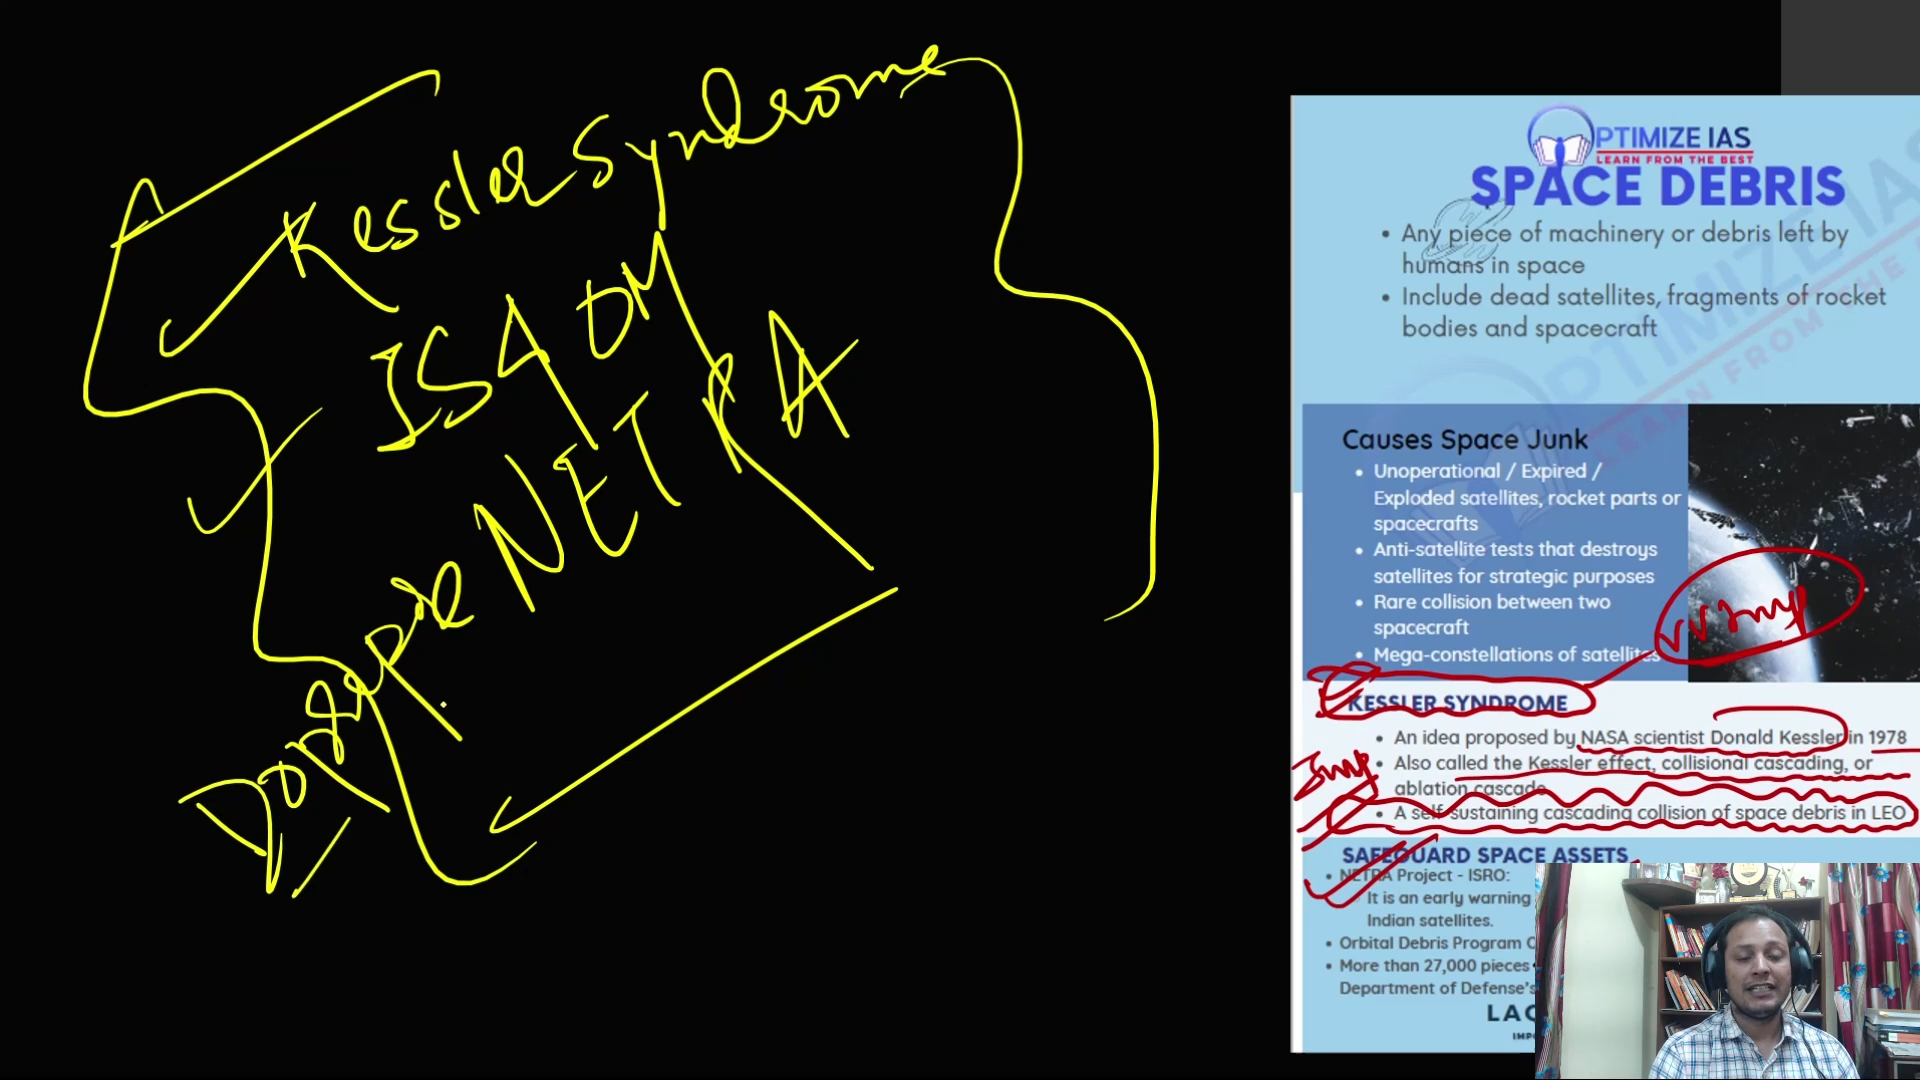 Kessler Syndrome
IS4OM
NETRA
PTIMIZE IAS
LEARN FROM THE BEST
SPACE DEBRIS
• Any piece of machinery or debris left by
humans in space
• Include dead satellites, fragments of rocket
bodies and spacecraft
Causes Space Junk
• Unoperational / Expired /
Exploded satellites, rocket parts or
spacecrafts
• Anti-satellite tests that destroys
satellites for strategic purposes
• Rare collision between two
spacecraft
• Mega-constellations of satellites
VV Imp
KESSLER SYNDROME
• An idea proposed by NASA scientist Donald Kessler in 1978
• Also called the Kessler effect, collisional cascading, or
ablation cascade
Imp
• A self-sustaining cascading collision of space debris in LEO
SAFEGUARD SPACE ASSETS
• NETRA Project - ISRO:
It is an early warning
Indian satellites.
• Orbital Debris Program
• More than 27,000 pieces
Department of Defense's